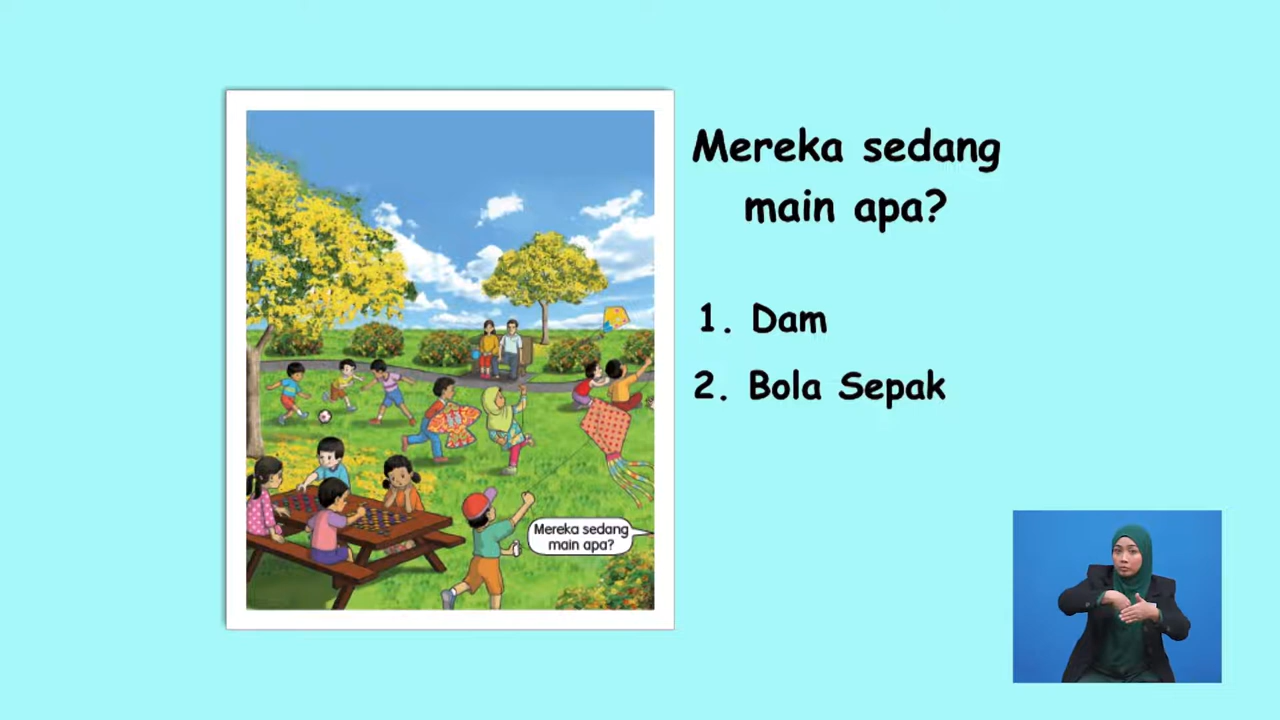 Mereka sedang
main apa?
1. Dam
2. Bola Sepak
Mereka sedang
main apa?